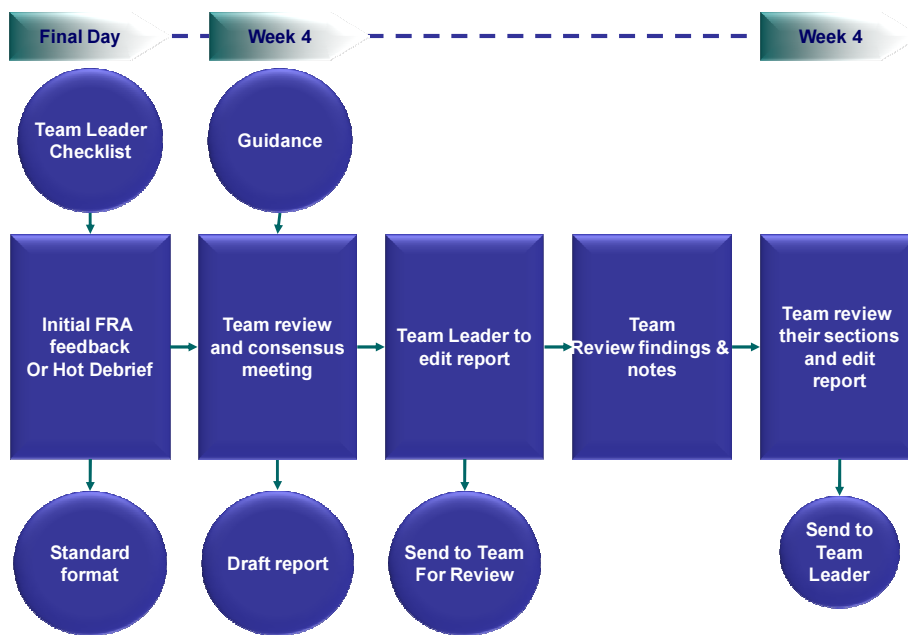 Final Day
Week 4
Week 4
Team Leader
Checklist
Guidance
Initial FRA
feedback
Or Hot Debrief
Team review
and consensus
meeting
Team Leader to
edit report
Team
Review findings &
notes
Team review
their sections
and edit
report
Standard
format
Draft report
Send to Team
For Review
Send to
Team
Leader